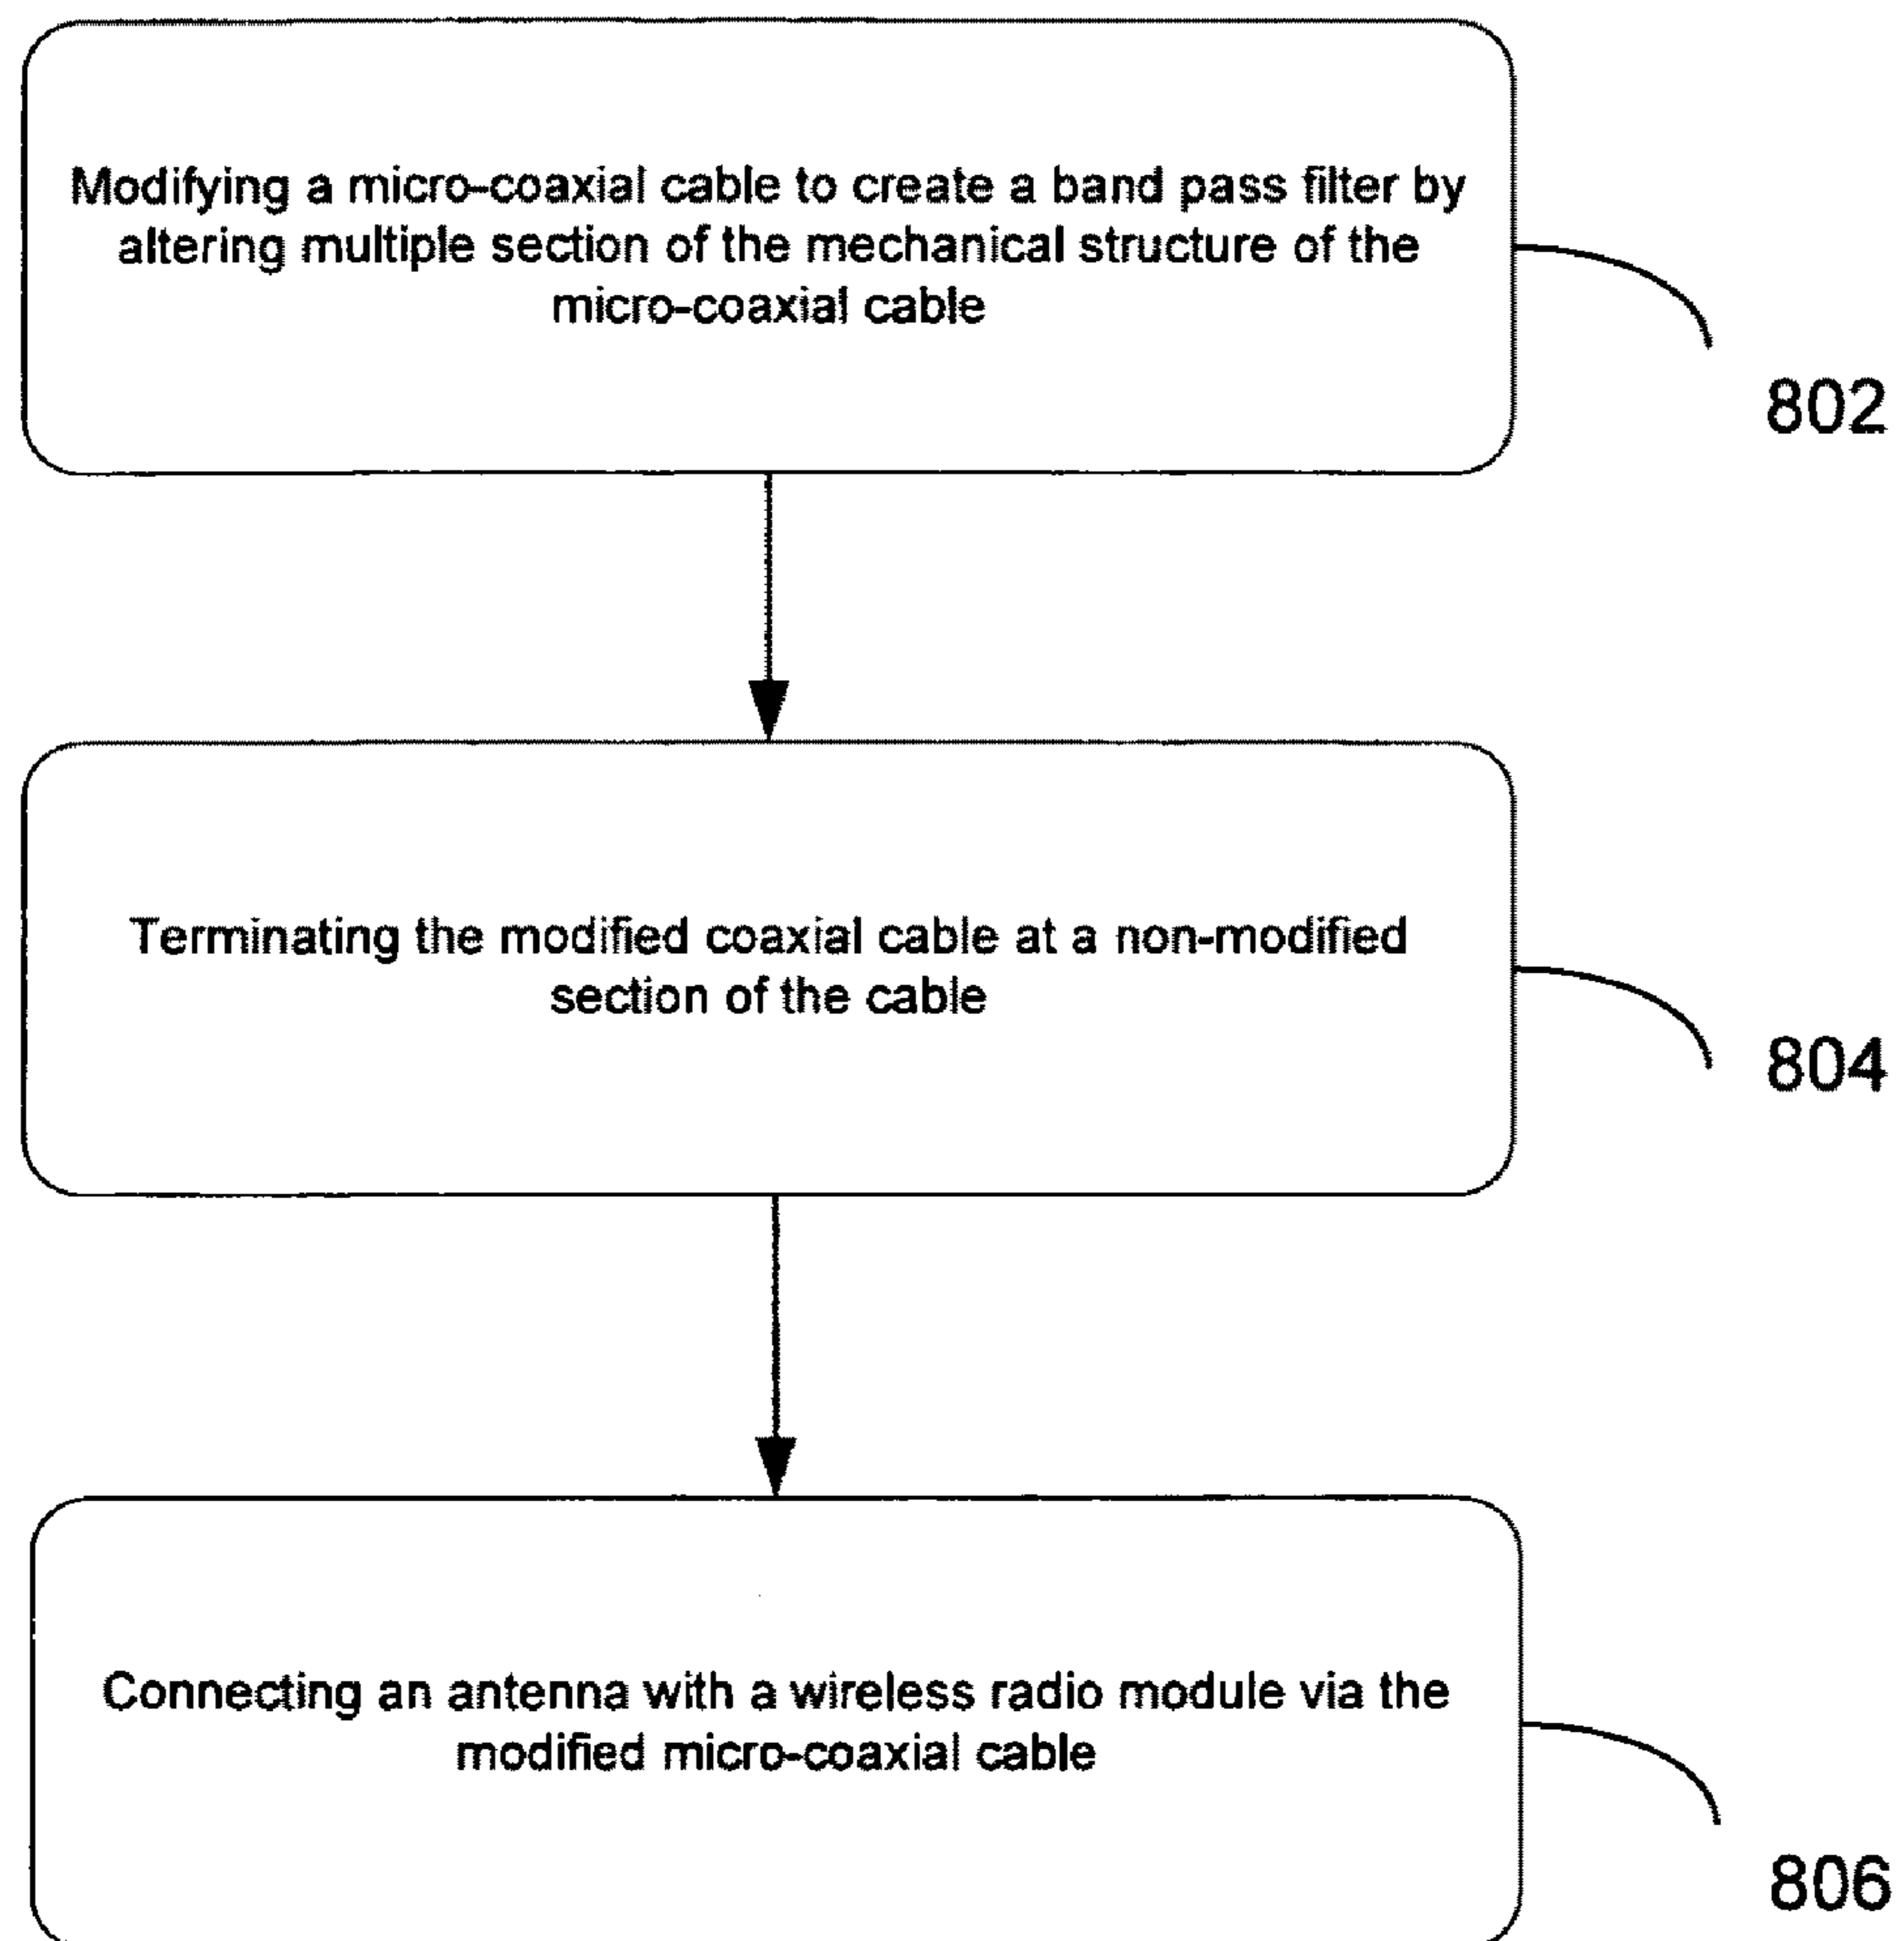 Modifying a micro-coaxial cable to create a band pass filter by
altering multiple section of the mechanical structure of the
micro-coaxial cable
802
Terminating the modified coaxial cable at a non-modified
section of the cable
804
Connecting an antenna with a wireless radio module via the
modified micro-coaxial cable
806